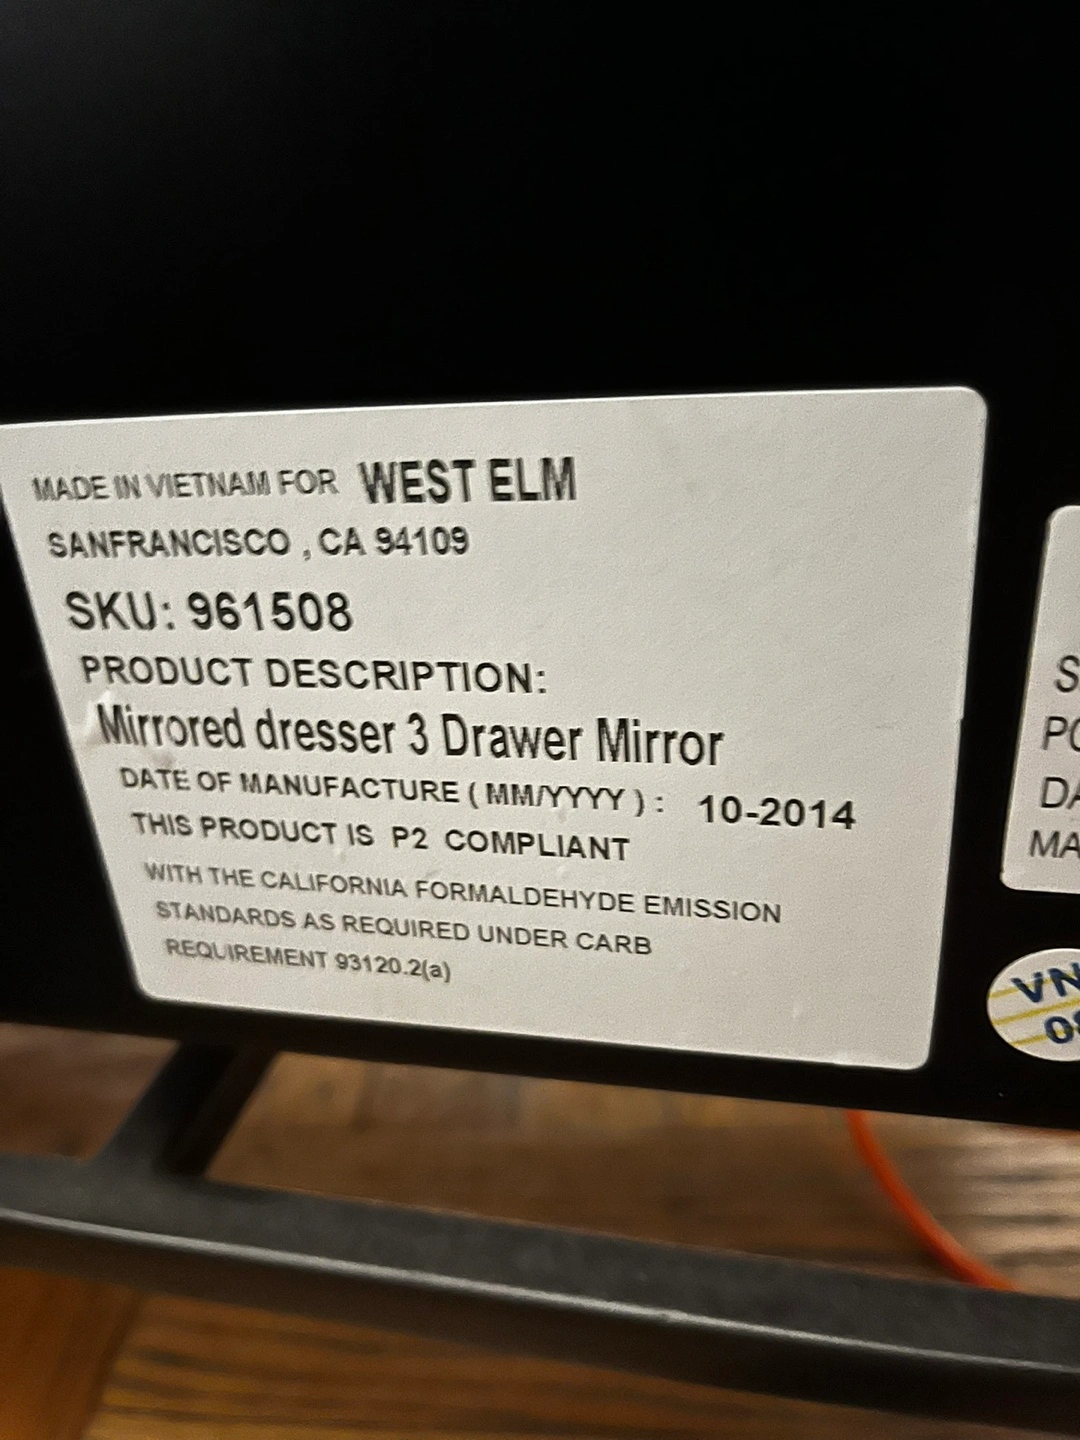 MADE IN VIETNAM FOR WEST ELM
SANFRANCISCO , CA 94109
SKU: 961508
PRODUCT DESCRIPTION:
Mirrored dresser 3 Drawer Mirror
DATE OF MANUFACTURE ( MM/YYYY ) : 10-2014
THIS PRODUCT IS P2 COMPLIANT
WITH THE CALIFORNIA FORMALDEHYDE EMISSION
STANDARDS AS REQUIRED UNDER CARB
REQUIREMENT 93120.2(a)